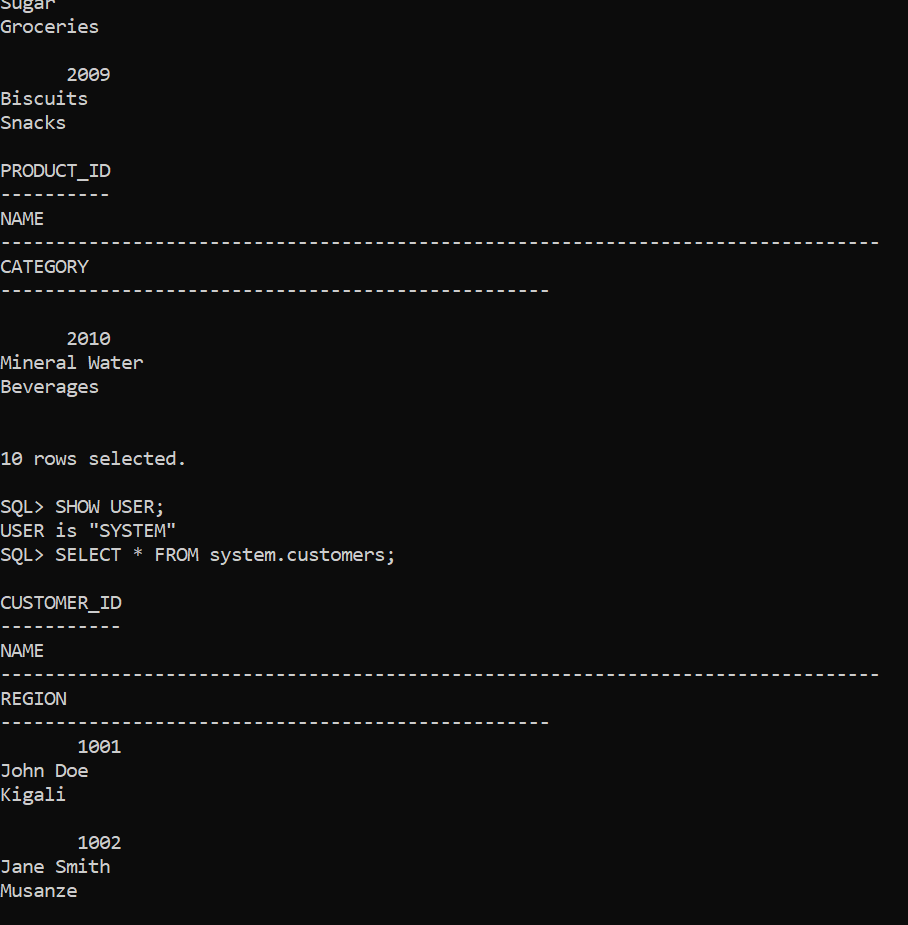 Sugar
Groceries
2009
Biscuits
Snacks
PRODUCT_ID
----------
NAME
--------------------------------------------------------------------------------
CATEGORY
--------------------------------------------------
2010
Mineral Water
Beverages
10 rows selected.
SQL> SHOW USER;
USER is "SYSTEM"
SQL> SELECT * FROM system.customers;
CUSTOMER_ID
-----------
NAME
--------------------------------------------------------------------------------
REGION
--------------------------------------------------
1001
John Doe
Kigali
1002
Jane Smith
Musanze